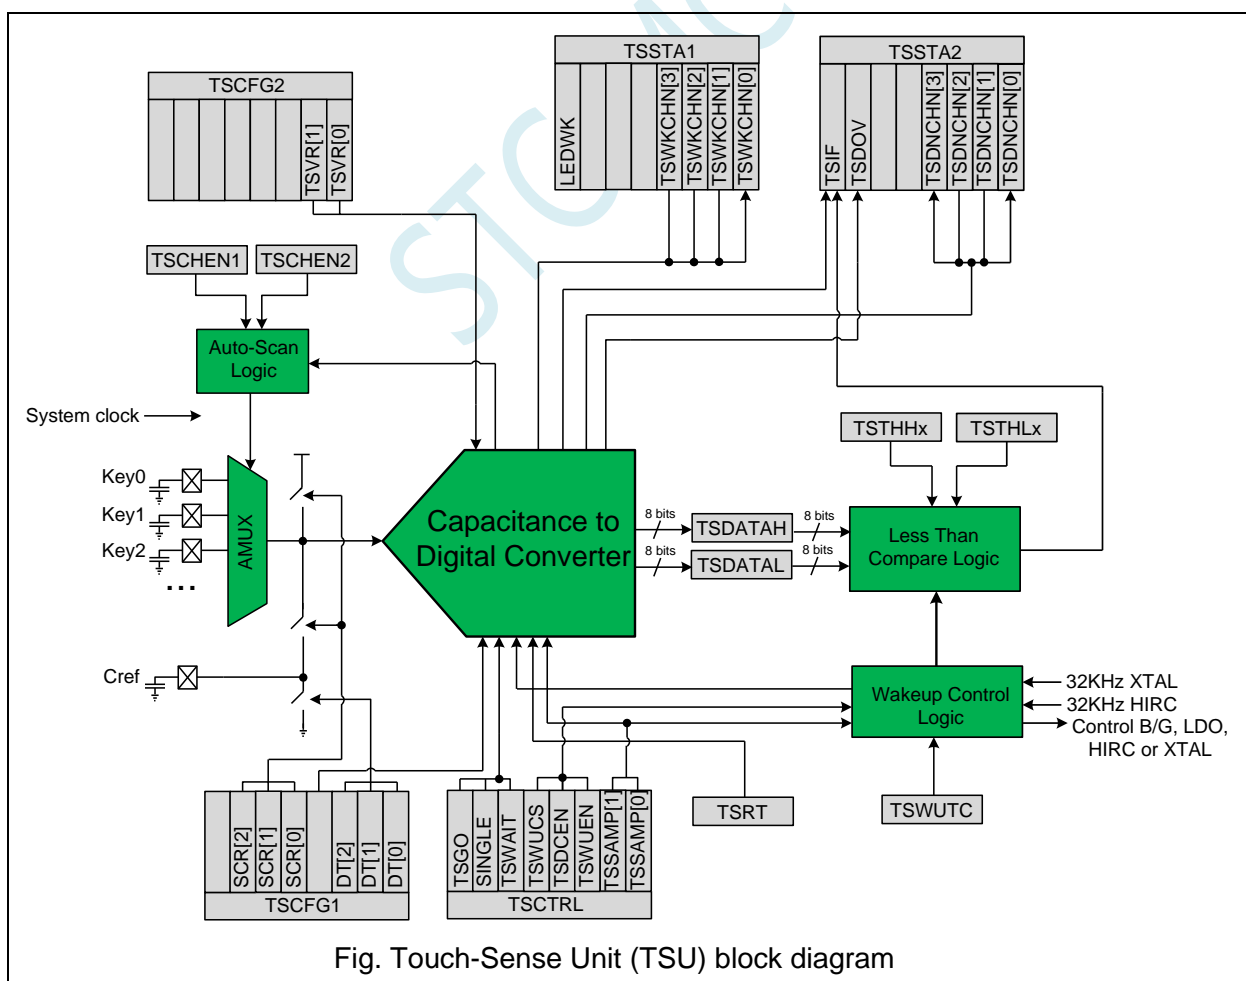 TSSTA1
TSSTA2
TSCFG2
TSVR[1]
TSVR[0]
LEDWK
TSWKCHN[3]
TSWKCHN[2]
TSWKCHN[1]
TSWKCHN[0]
TSIF
TSDOV
TSDNCHN[3]
TSDNCHN[2]
TSDNCHN[1]
TSDNCHN[0]
TSCHEN1
TSCHEN2
Auto-Scan
Logic
System clock
Key0
Key1
Key2
...
AMUX
Cref
Capacitance to
Digital Converter
8 bits
8 bits
TSDATAH
TSDATAL
8 bits
8 bits
TSTHHx
TSTHLx
Less Than
Compare Logic
Wakeup Control
Logic
32KHz XTAL
32KHz HIRC
Control B/G, LDO,
HIRC or XTAL
TSWUTC
TSRT
SCR[2]
SCR[1]
SCR[0]
DT[2]
DT[1]
DT[0]
TSCFG1
TSGO
SINGLE
TSWAIT
TSWUCS
TSDCEN
TSWUEN
TSSAMP[1]
TSSAMP[0]
TSCTRL
Fig. Touch-Sense Unit (TSU) block diagram